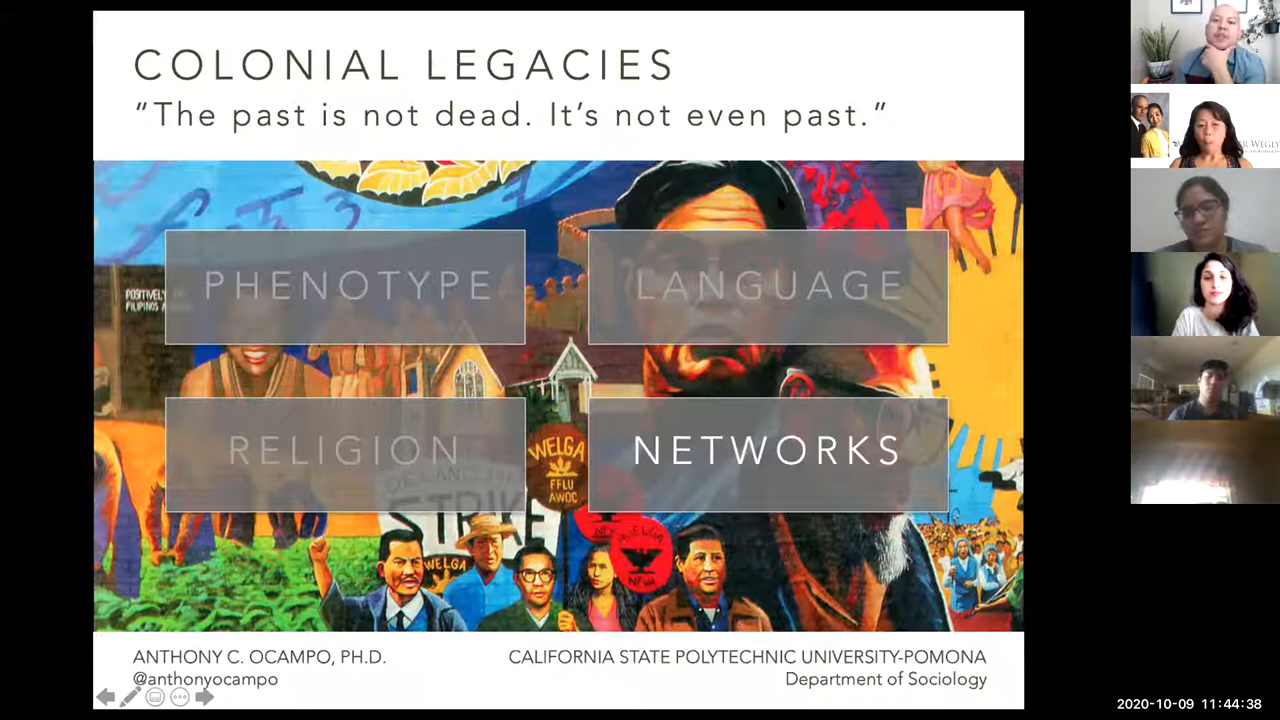 COLONIAL LEGACIES
“The past is not dead. It’s not even past.”
PHENOTYPE
LANGUAGE
POSITIVELY
FILIPINOS
RELIGION
NETWORKS
WELGA
FFLU
AWOC
STRIKE
WELGA
WELGA
NFWA
ANTHONY C. OCAMPO, PH.D.
@anthonyocampo
CALIFORNIA STATE POLYTECHNIC UNIVERSITY-POMONA
Department of Sociology
2020-10-09 11:44:38